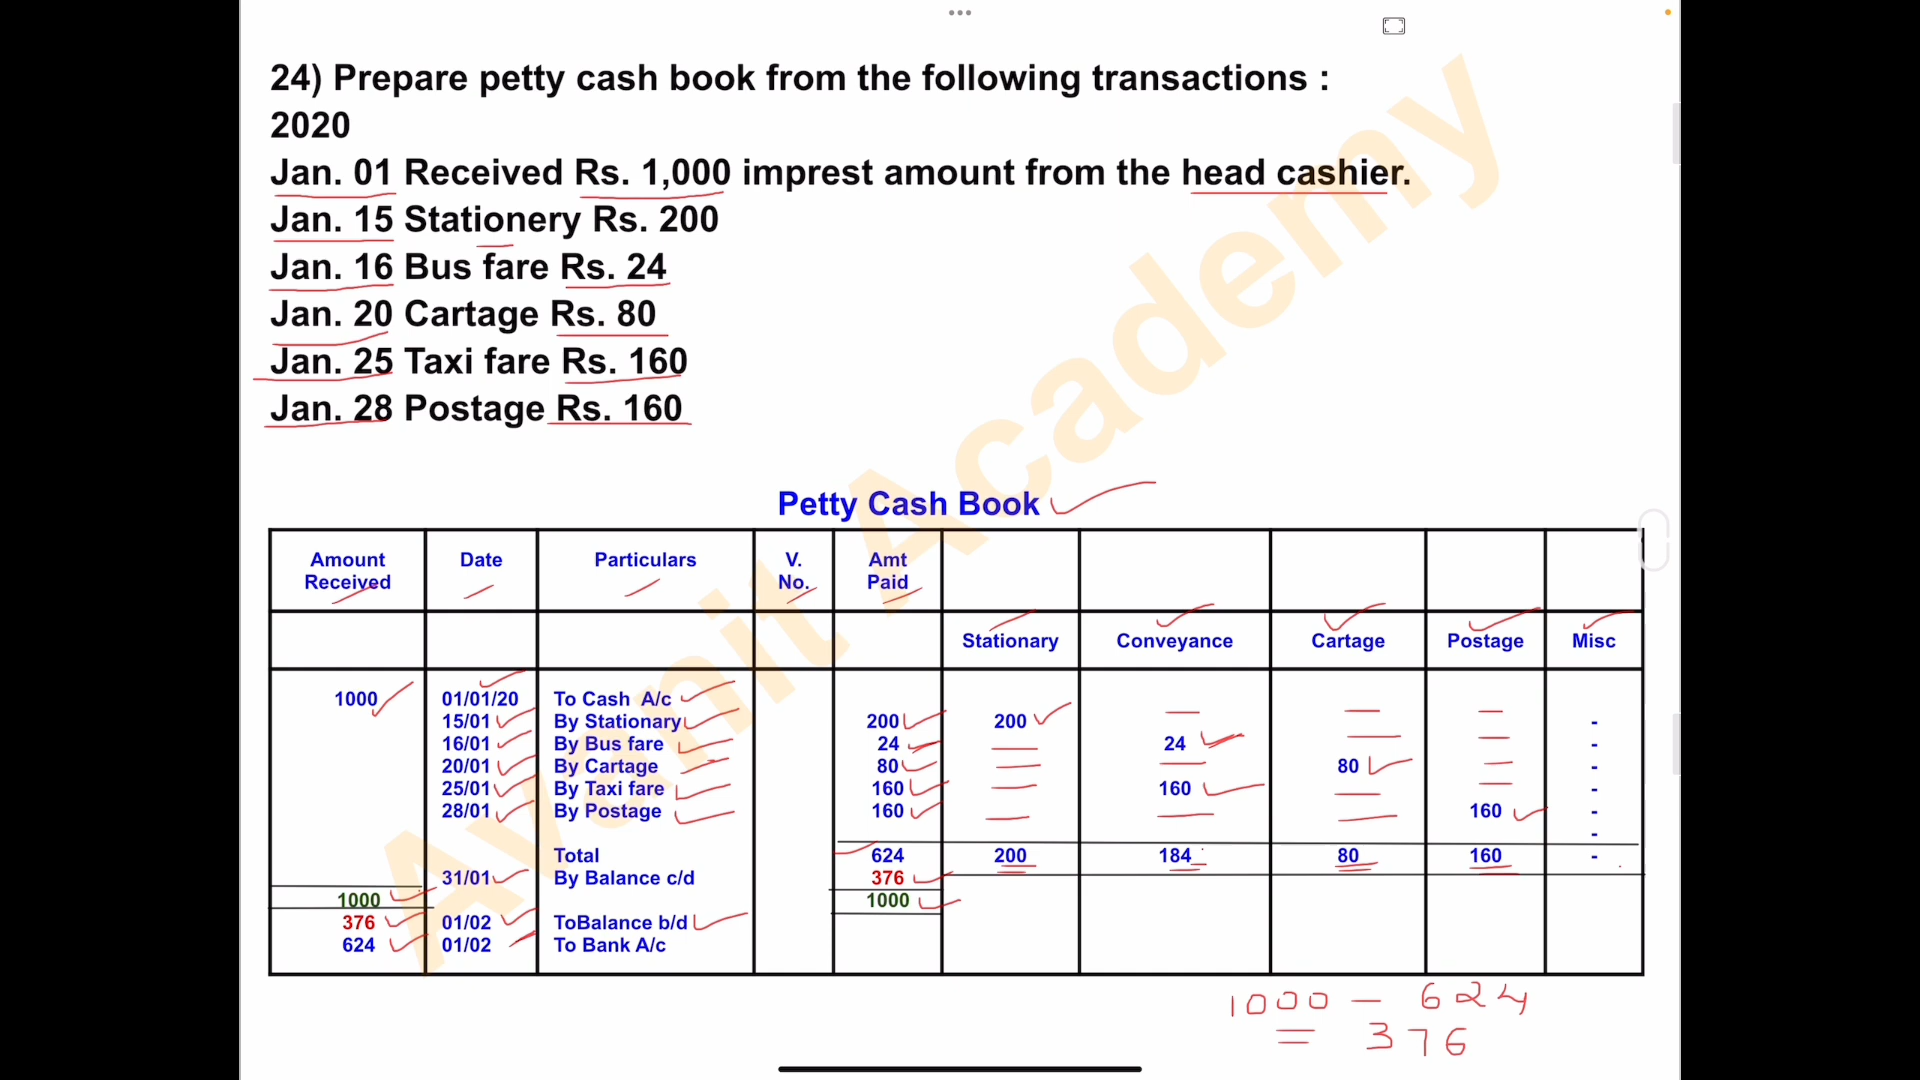 24) Prepare petty cash book from the following transactions :
2020
Jan. 01 Received Rs. 1,000 imprest amount from the head cashier.
Jan. 15 Stationery Rs. 200
Jan. 16 Bus fare Rs. 24
Jan. 20 Cartage Rs. 80
Jan. 25 Taxi fare Rs. 160
Jan. 28 Postage Rs. 160
Avenit Academy
Petty Cash Book
Amount Received Date Particulars V. No. Amt Paid
Stationary Conveyance Cartage Postage Misc
1000 01/01/20 To Cash A/c
15/01 By Stationary 200 200 — — — -
16/01 By Bus fare 24 — 24 — — -
20/01 By Cartage 80 — — 80 — -
25/01 By Taxi fare 160 — 160 — — -
28/01 By Postage 160 — — — 160 -
-
Total 624 200 184 80 160 -
31/01 By Balance c/d 376
1000 1000
376 01/02 ToBalance b/d
624 01/02 To Bank A/c
1000 — 624
= 376